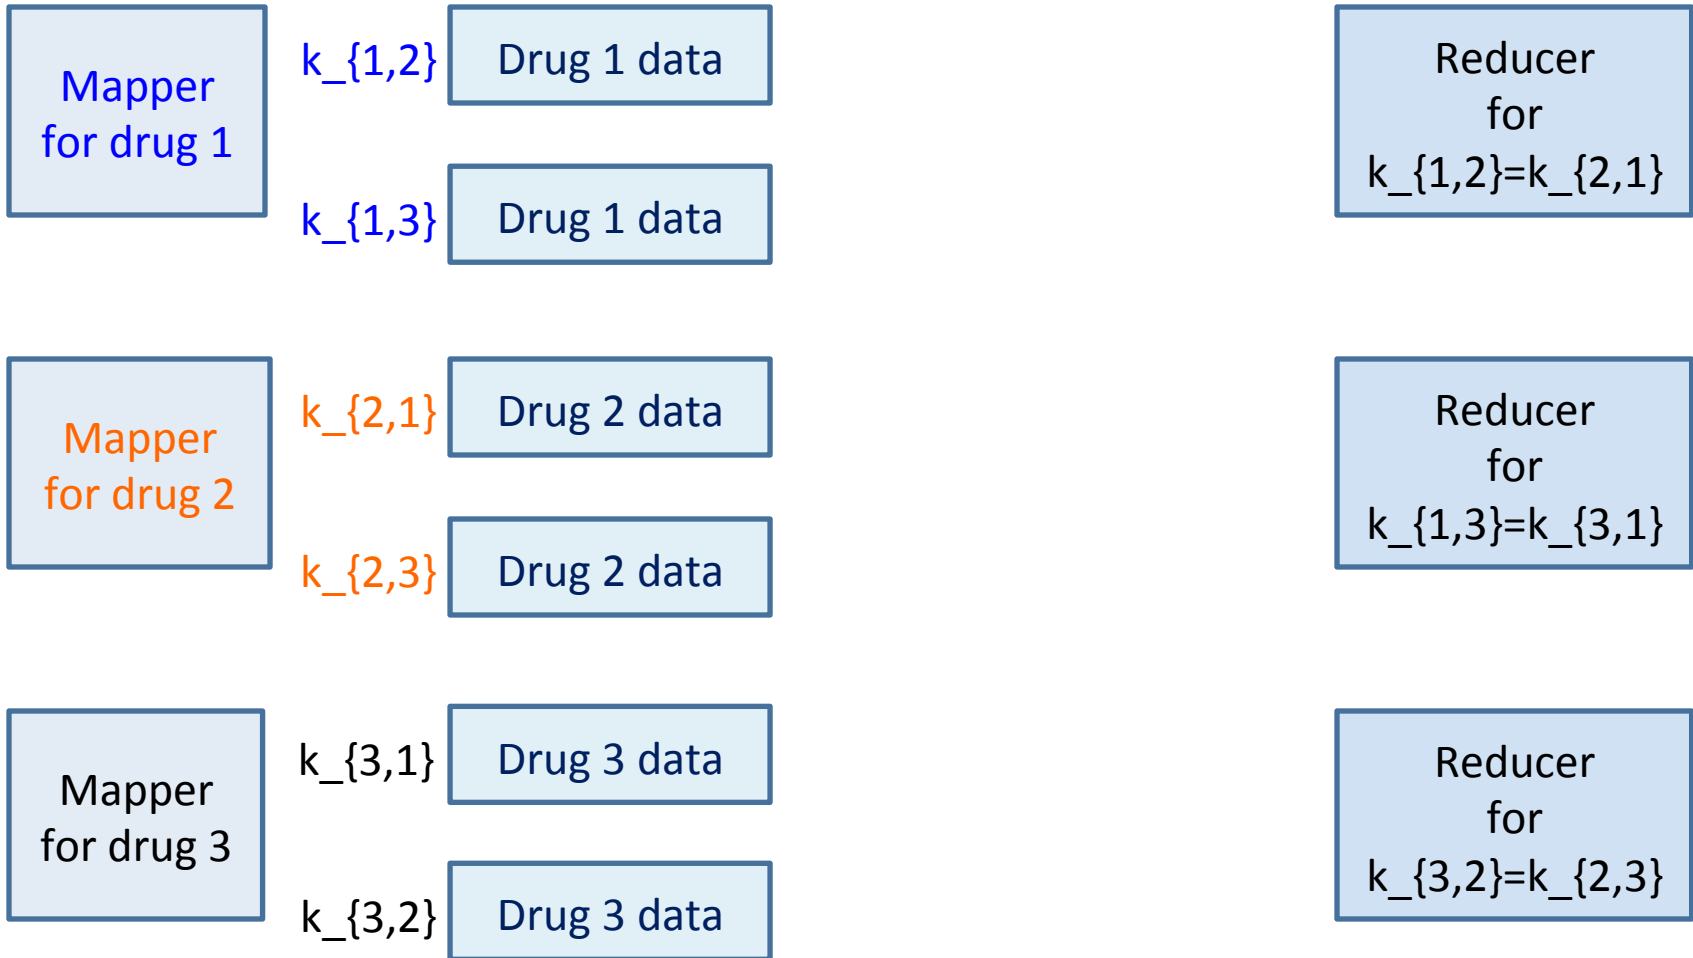 Mapper
for drug 1
k_{1,2}
Drug 1 data
k_{1,3}
Drug 1 data
Reducer
for
k_{1,2}=k_{2,1}
Mapper
for drug 2
k_{2,1}
Drug 2 data
k_{2,3}
Drug 2 data
Reducer
for
k_{1,3}=k_{3,1}
Mapper
for drug 3
k_{3,1}
Drug 3 data
k_{3,2}
Drug 3 data
Reducer
for
k_{3,2}=k_{2,3}